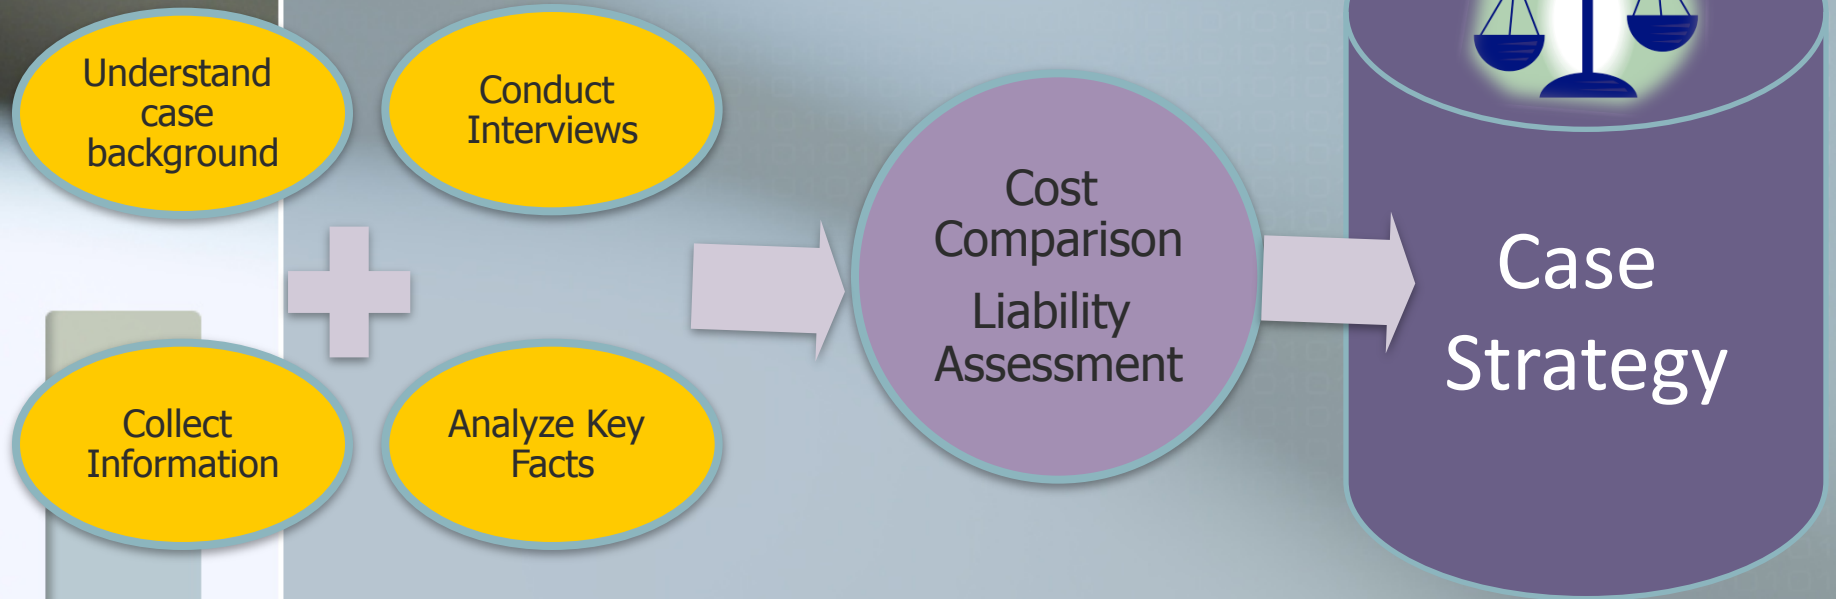 Understand
case
background
Conduct
Interviews
Collect
Information
Analyze Key
Facts
Cost
Comparison
Liability
Assessment
Case
Strategy